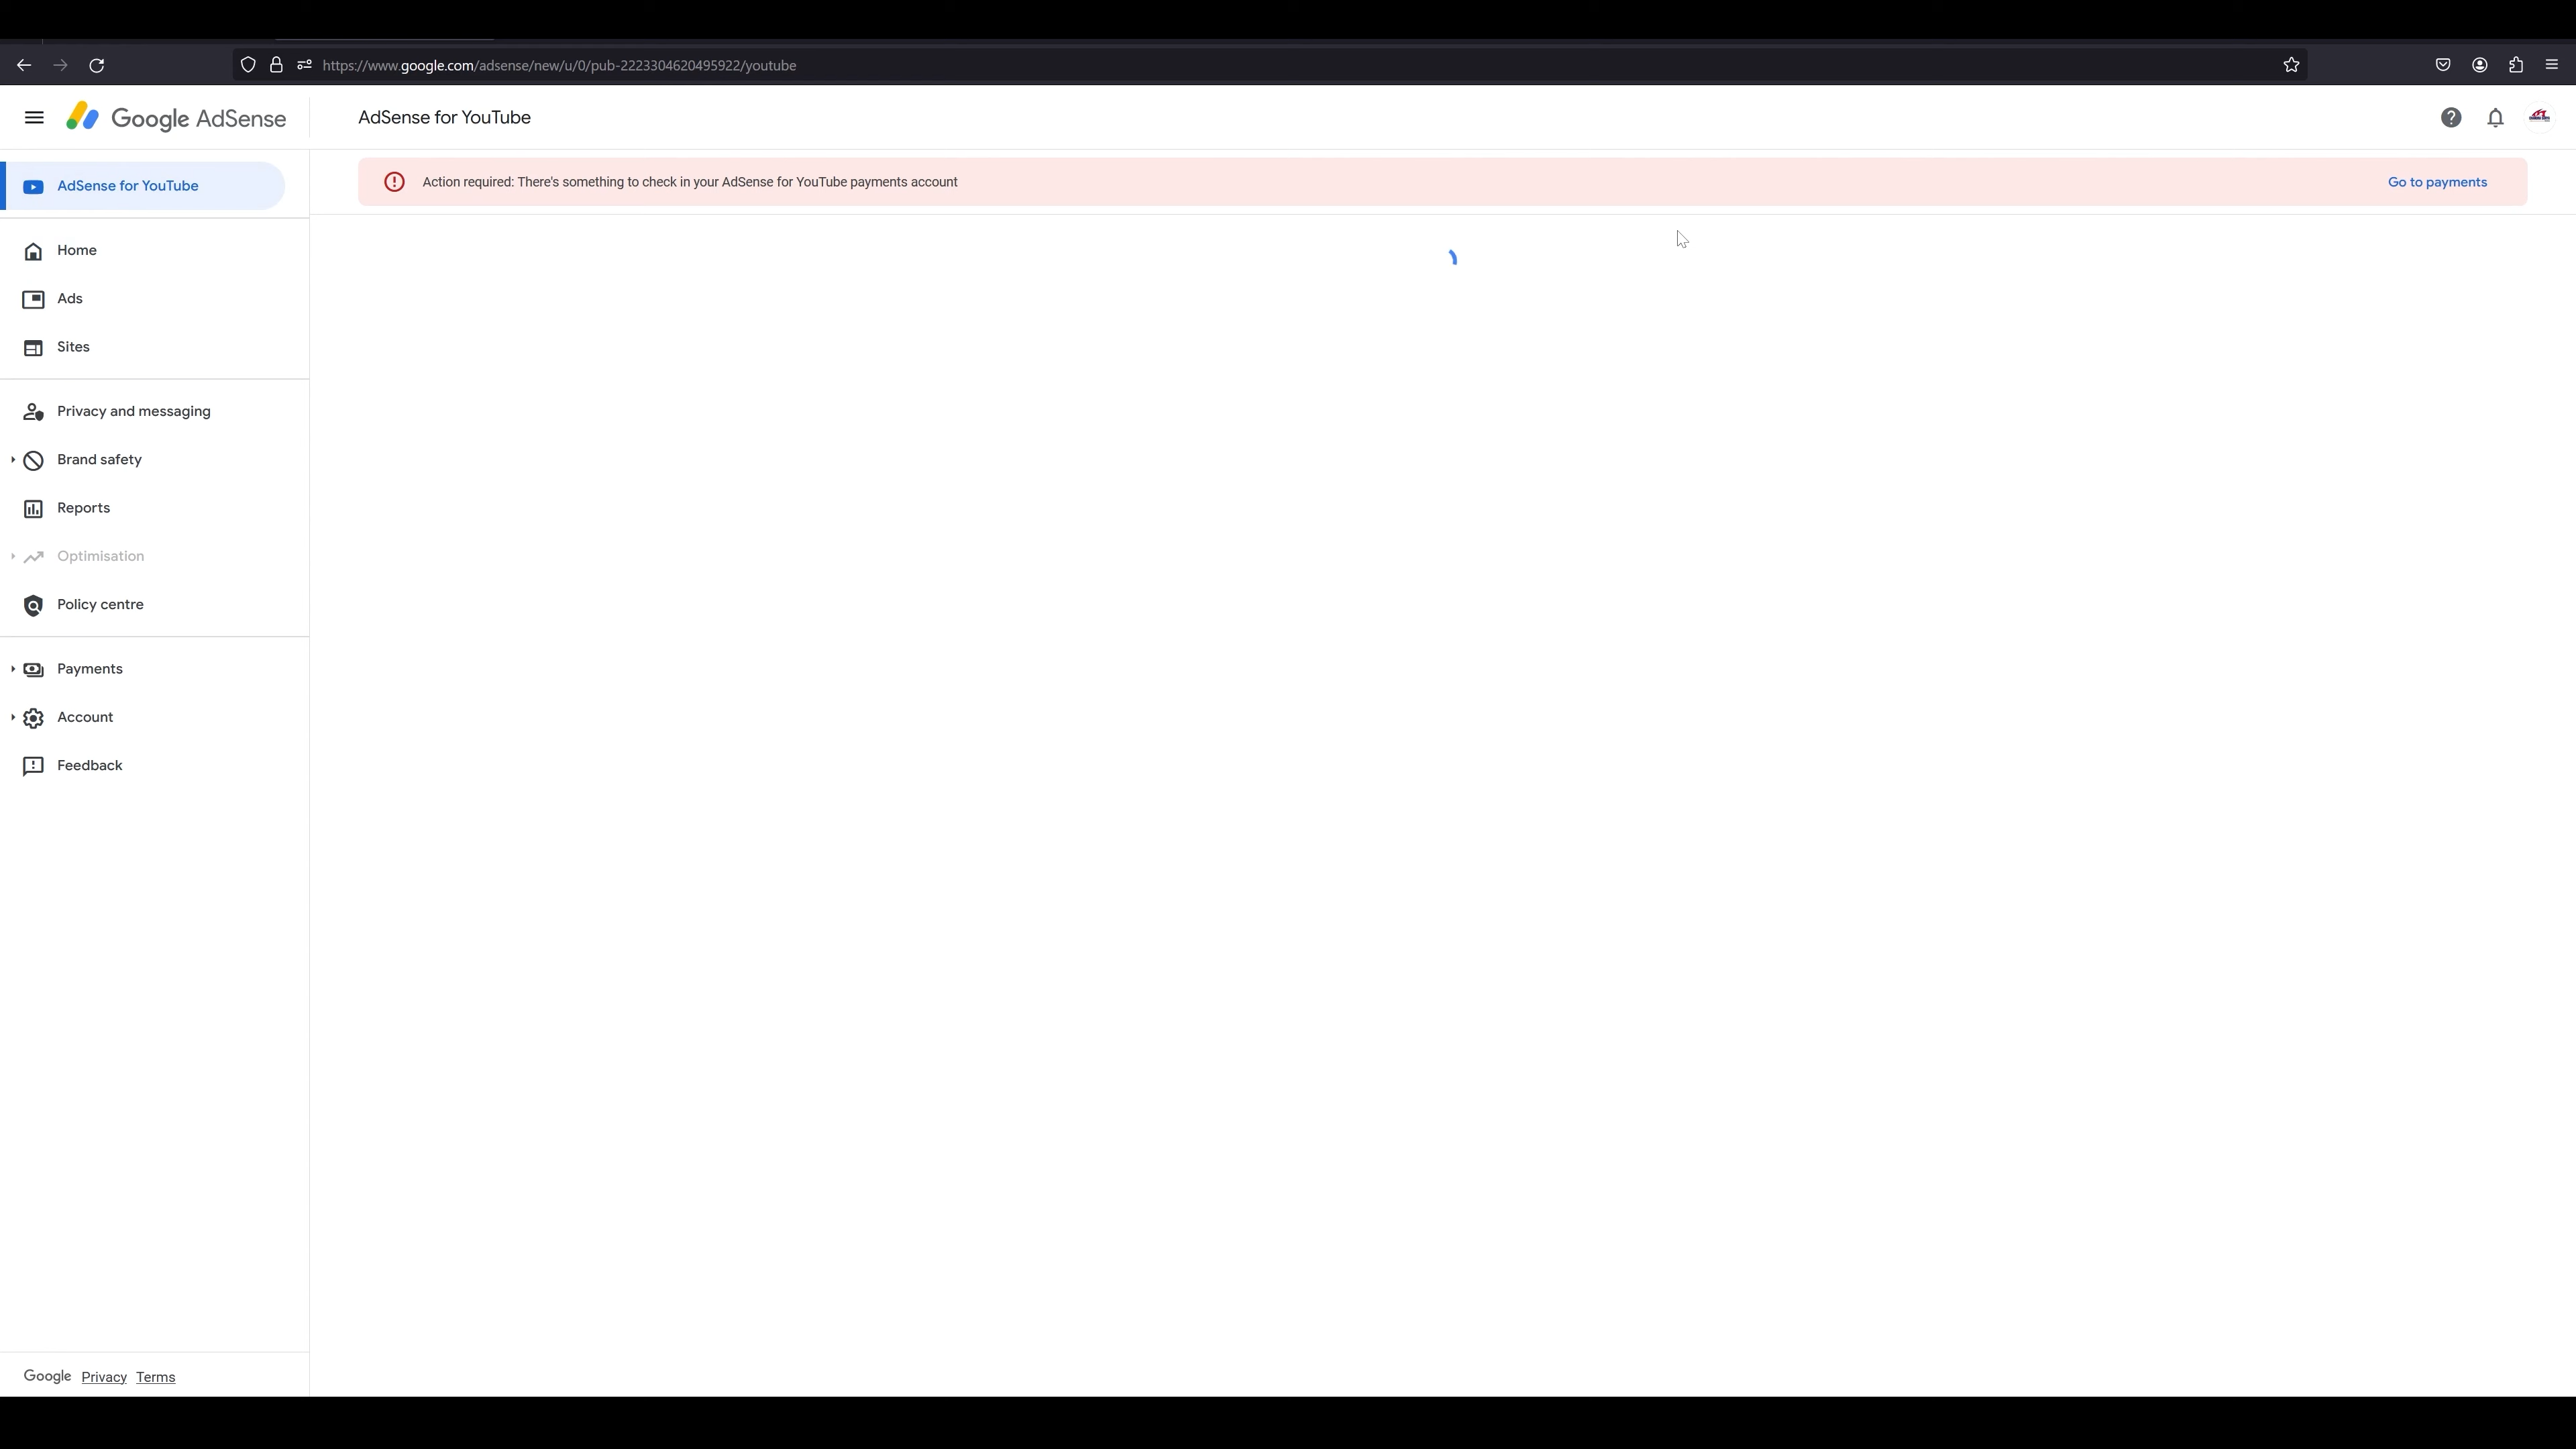 https://www.google.com/adsense/new/u/0/pub-2223304620495922/youtube
Google AdSense
AdSense for YouTube
AdSense for YouTube
Action required: There's something to check in your AdSense for YouTube payments account
Go to payments
Home
Ads
Sites
Privacy and messaging
Brand safety
Reports
Optimisation
Policy centre
Payments
Account
Feedback
Google Privacy Terms